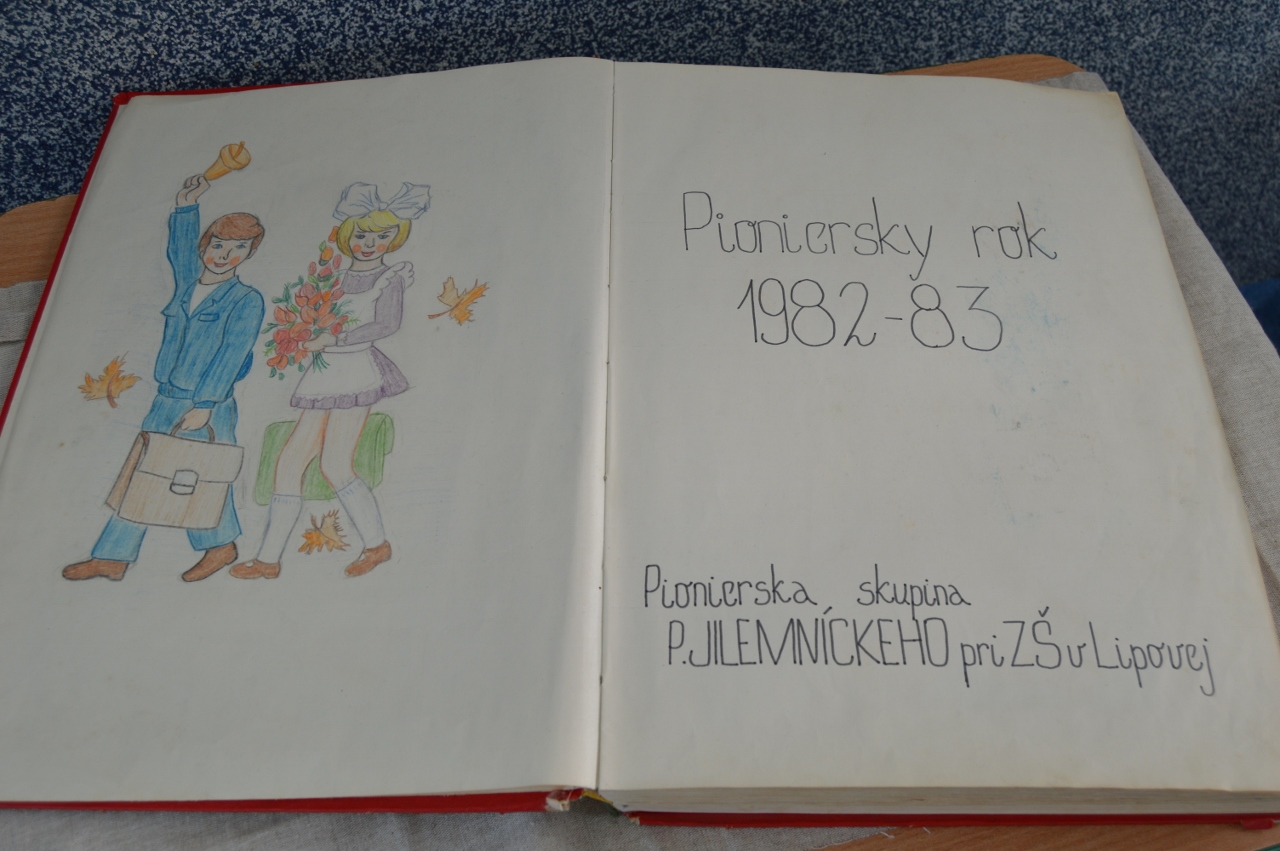 Pioniersky rok
1982-83
Pionierska skupina
P. JILEMNÍCKEHO pri ZŠ v Lipovej